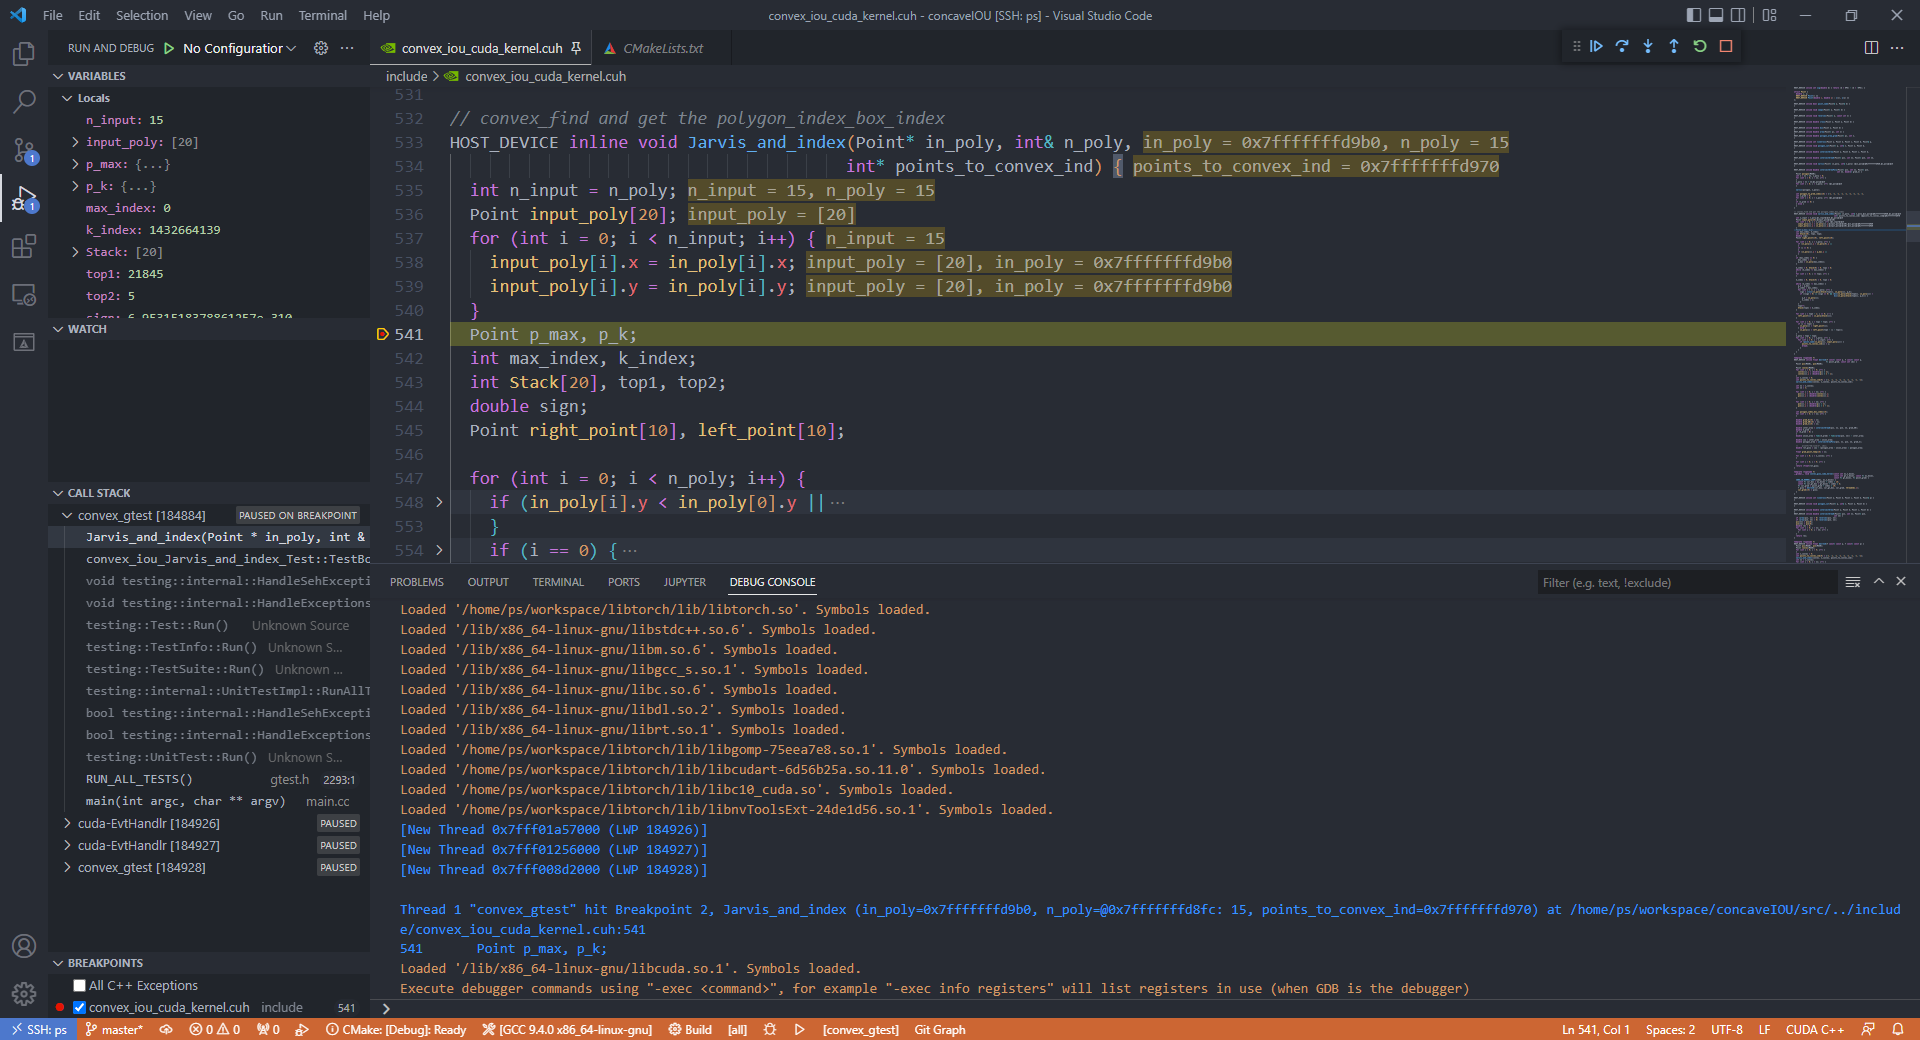 File Edit Selection View Go Run Terminal Help
convex_iou_cuda_kernel.cuh - concaveIOU [SSH: ps] - Visual Studio Code
RUN AND DEBUG No Configuration
convex_iou_cuda_kernel.cuh
CMakeLists.txt
include > convex_iou_cuda_kernel.cuh
VARIABLES
Locals
n_input: 15
input_poly: [20]
p_max: {...}
p_k: {...}
max_index: 0
k_index: 1432664139
Stack: [20]
top1: 21845
top2: 5
sign: 6.9531518378861257e-310
WATCH
CALL STACK
convex_gtest [184884] PAUSED ON BREAKPOINT
Jarvis_and_index(Point * in_poly, int &
convex_iou_Jarvis_and_index_Test::TestBo
void testing::internal::HandleSehExcepti
void testing::internal::HandleExceptions
testing::Test::Run() Unknown Source
testing::TestInfo::Run() Unknown S...
testing::TestSuite::Run() Unknown ...
testing::internal::UnitTestImpl::RunAllT
bool testing::internal::HandleSehExcepti
bool testing::internal::HandleExceptions
testing::UnitTest::Run() Unknown S...
RUN_ALL_TESTS() gtest.h 2293:1
main(int argc, char ** argv) main.cc
cuda-EvtHandlr [184926] PAUSED
cuda-EvtHandlr [184927] PAUSED
convex_gtest [184928] PAUSED
BREAKPOINTS
All C++ Exceptions
convex_iou_cuda_kernel.cuh include 541
531
532 // convex_find and get the polygon_index_box_index
533 HOST_DEVICE inline void Jarvis_and_index(Point* in_poly, int& n_poly, in_poly = 0x7fffffffd9b0, n_poly = 15
534 int* points_to_convex_ind) { points_to_convex_ind = 0x7fffffffd970
535 int n_input = n_poly; n_input = 15, n_poly = 15
536 Point input_poly[20]; input_poly = [20]
537 for (int i = 0; i < n_input; i++) { n_input = 15
538 input_poly[i].x = in_poly[i].x; input_poly = [20], in_poly = 0x7fffffffd9b0
539 input_poly[i].y = in_poly[i].y; input_poly = [20], in_poly = 0x7fffffffd9b0
540 }
541 Point p_max, p_k;
542 int max_index, k_index;
543 int Stack[20], top1, top2;
544 double sign;
545 Point right_point[10], left_point[10];
546
547 for (int i = 0; i < n_poly; i++) {
548 if (in_poly[i].y < in_poly[0].y || ...
553 }
554 if (i == 0) { ...
PROBLEMS OUTPUT TERMINAL PORTS JUPYTER DEBUG CONSOLE
Filter (e.g. text, !exclude)
Loaded '/home/ps/workspace/libtorch/lib/libtorch.so'. Symbols loaded.
Loaded '/lib/x86_64-linux-gnu/libstdc++.so.6'. Symbols loaded.
Loaded '/lib/x86_64-linux-gnu/libm.so.6'. Symbols loaded.
Loaded '/lib/x86_64-linux-gnu/libgcc_s.so.1'. Symbols loaded.
Loaded '/lib/x86_64-linux-gnu/libc.so.6'. Symbols loaded.
Loaded '/lib/x86_64-linux-gnu/libdl.so.2'. Symbols loaded.
Loaded '/lib/x86_64-linux-gnu/librt.so.1'. Symbols loaded.
Loaded '/home/ps/workspace/libtorch/lib/libgomp-75eea7e8.so.1'. Symbols loaded.
Loaded '/home/ps/workspace/libtorch/lib/libcudart-6d56b25a.so.11.0'. Symbols loaded.
Loaded '/home/ps/workspace/libtorch/lib/libc10_cuda.so'. Symbols loaded.
Loaded '/home/ps/workspace/libtorch/lib/libnvToolsExt-24de1d56.so.1'. Symbols loaded.
[New Thread 0x7fff01a57000 (LWP 184926)]
[New Thread 0x7fff01256000 (LWP 184927)]
[New Thread 0x7fff008d2000 (LWP 184928)]
Thread 1 "convex_gtest" hit Breakpoint 2, Jarvis_and_index (in_poly=0x7fffffffd9b0, n_poly=@0x7fffffffd8fc: 15, points_to_convex_ind=0x7fffffffd970) at /home/ps/workspace/concaveIOU/src/../includ
e/convex_iou_cuda_kernel.cuh:541
541 Point p_max, p_k;
Loaded '/lib/x86_64-linux-gnu/libcuda.so.1'. Symbols loaded.
Execute debugger commands using "-exec <command>", for example "-exec info registers" will list registers in use (when GDB is the debugger)
SSH: ps master* 0 0 0 CMake: [Debug]: Ready [GCC 9.4.0 x86_64-linux-gnu] Build [all] [convex_gtest] Git Graph
Ln 541, Col 1 Spaces: 2 UTF-8 LF CUDA C++